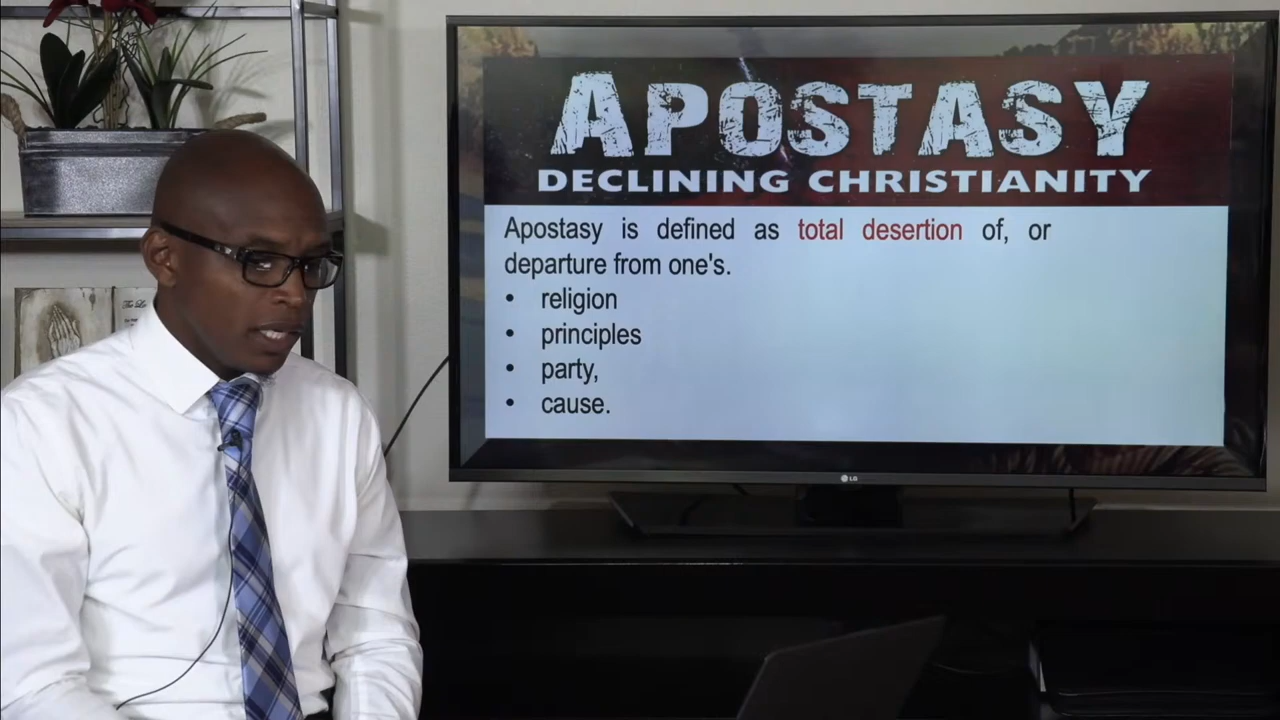 APOSTASY
DECLINING CHRISTIANITY
Apostasy is defined as total desertion of, or
departure from one's.
• religion
• principles
• party,
• cause.
LG